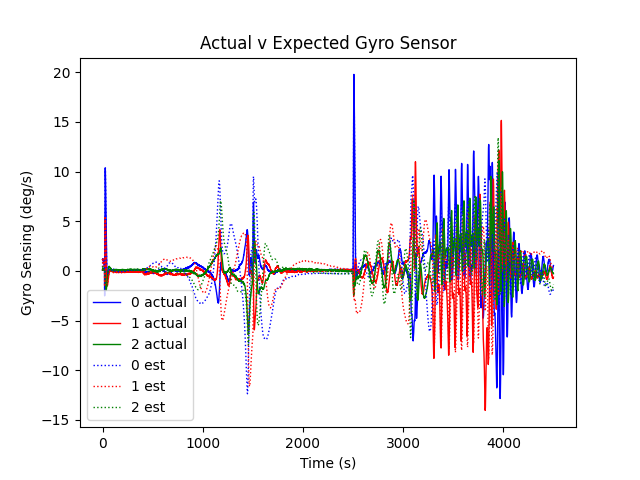 Actual v Expected Gyro Sensor
Gyro Sensing (deg/s)
20
15
10
5
0
−5
−10
−15
0 actual
1 actual
2 actual
0 est
1 est
2 est
0
1000
2000
3000
4000
Time (s)